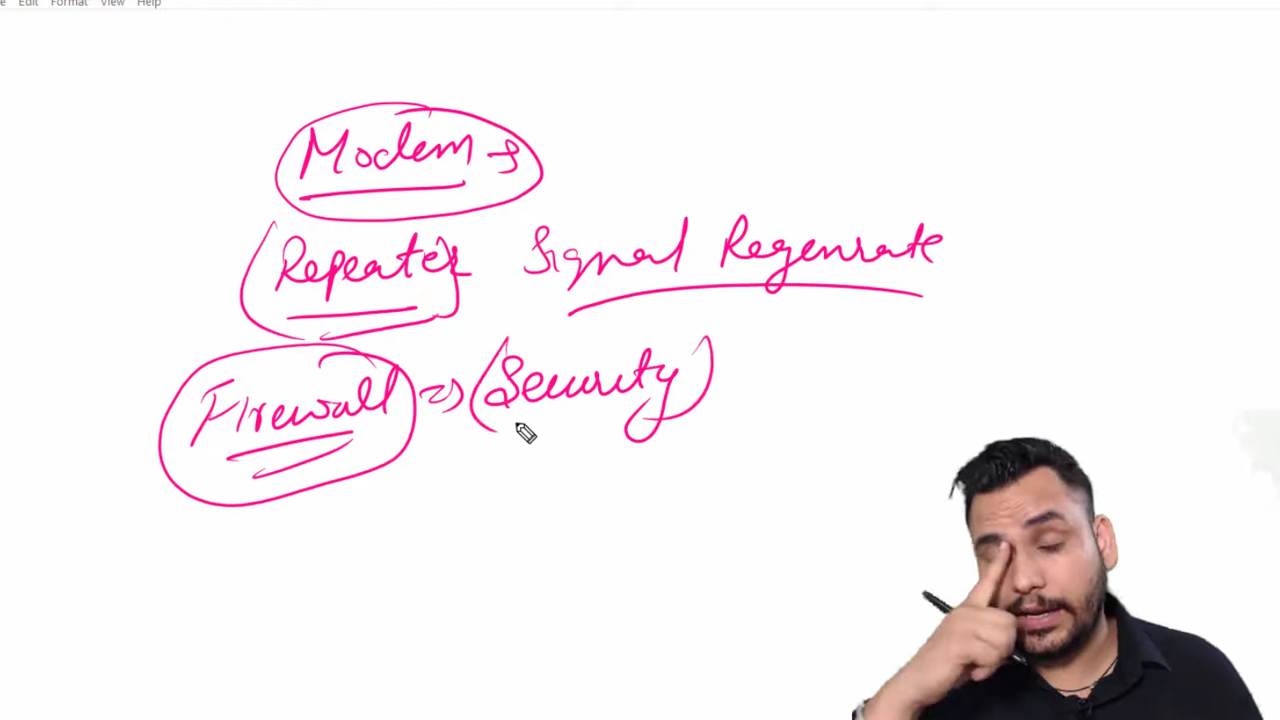 Edit Format View Help
Modem →
Repeater Signal Regenrate
Firewall => (Security)